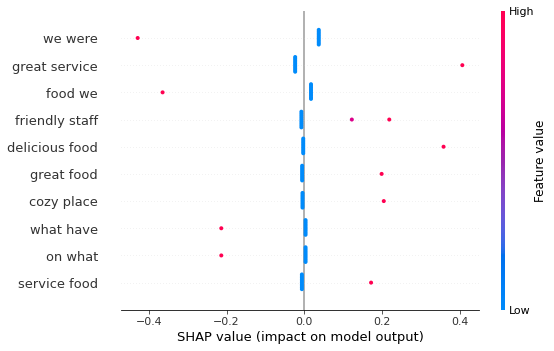 High
we were
great service
food we
friendly staff
delicious food
great food
cozy place
what have
on what
service food
Feature value
Low
−0.4 −0.2 0.0 0.2 0.4
SHAP value (impact on model output)